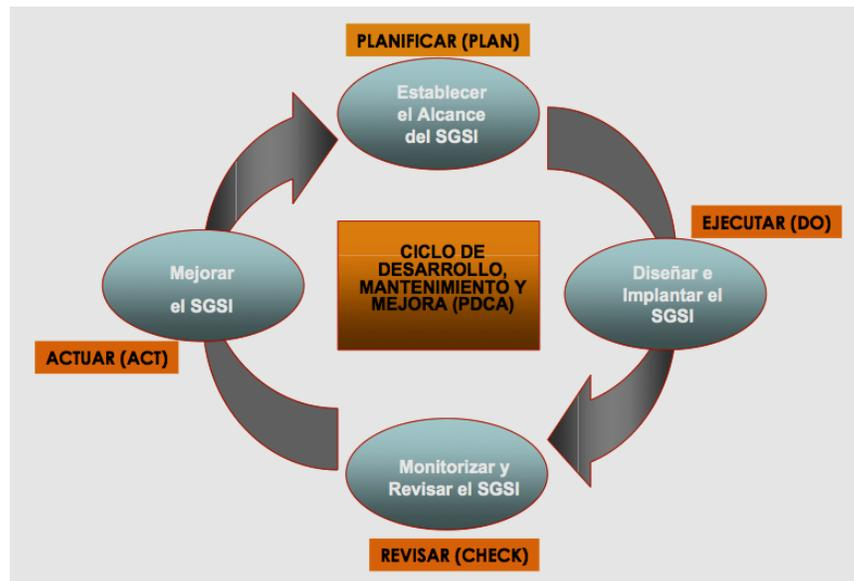 PLANIFICAR (PLAN)
Establecer
el Alcance
del SGSI
EJECUTAR (DO)
Diseñar e
Implantar el
SGSI
CICLO DE
DESARROLLO,
MANTENIMIENTO Y
MEJORA (PDCA)
Mejorar
el SGSI
ACTUAR (ACT)
Monitorizar y
Revisar el SGSI
REVISAR (CHECK)